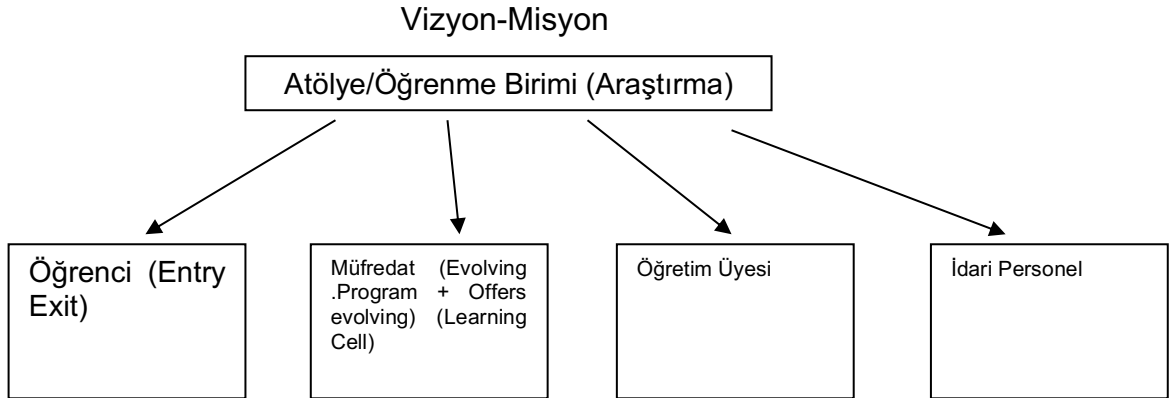 Vizyon-Misyon
Atölye/Öğrenme Birimi (Araştırma)
Öğrenci (Entry
Exit)
Müfredat (Evolving
.Program + Offers
evolving) (Learning
Cell)
Öğretim Üyesi
İdari Personel